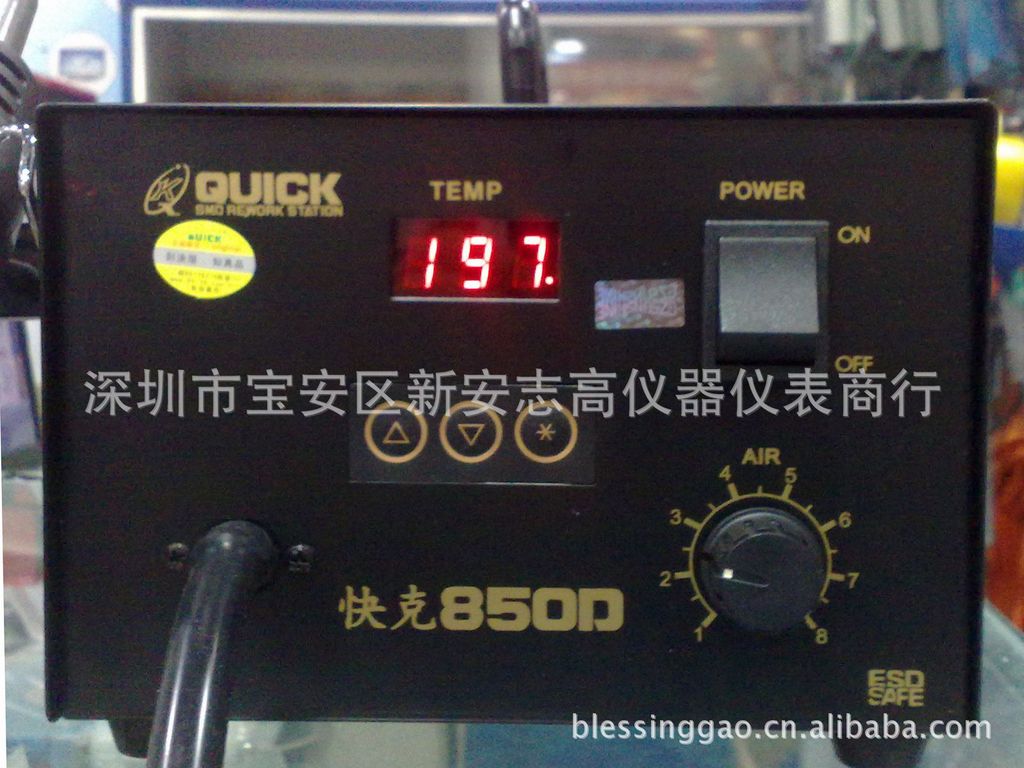 QUICK
SMD REWORK STATION
TEMP
POWER
QUICK
ON
197.
OFF
深圳市宝安区新安志高仪器仪表商行
AIR
1
2
3
4
5
6
7
8
快克850D
ESD
SAFE
blessinggao.cn.alibaba.com